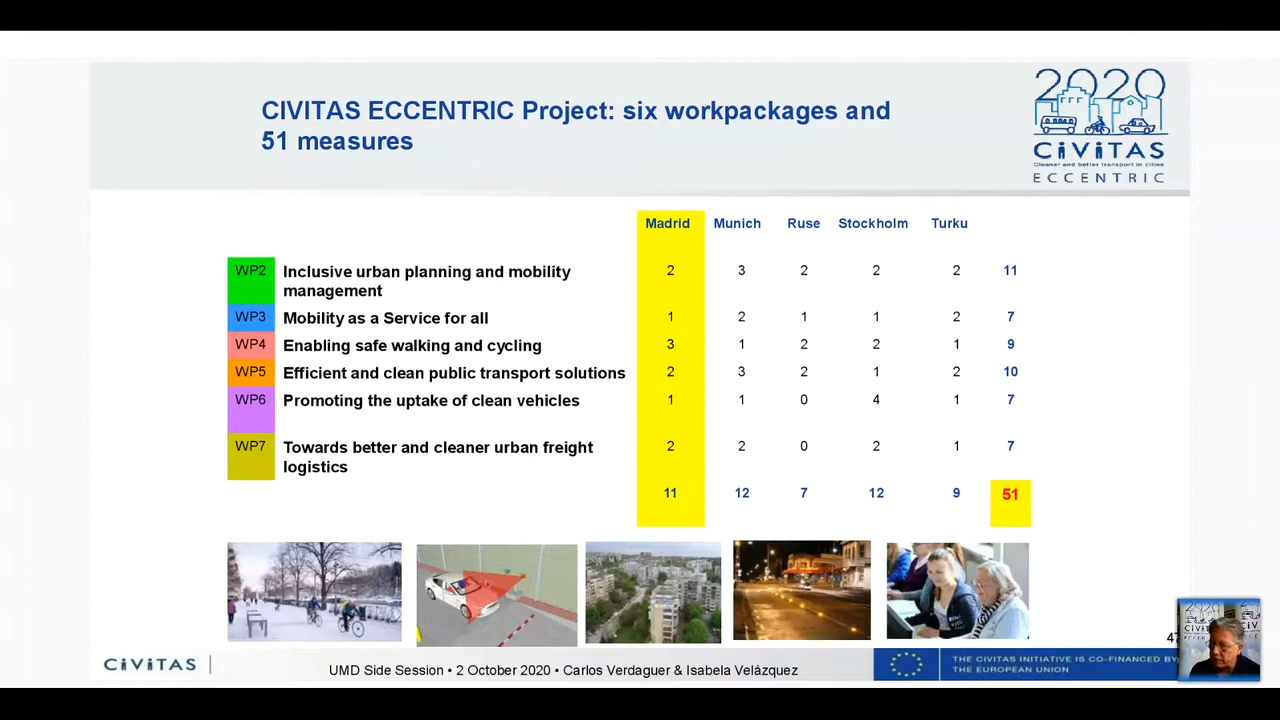 CIVITAS ECCENTRIC Project: six workpackages and
51 measures
2020
CIVITAS
Cleaner and better transport in cities
ECCENTRIC
Madrid Munich Ruse Stockholm Turku
WP2 Inclusive urban planning and mobility 2 3 2 2 2 11
management
WP3 Mobility as a Service for all 1 2 1 1 2 7
WP4 Enabling safe walking and cycling 3 1 2 2 1 9
WP5 Efficient and clean public transport solutions 2 3 2 1 2 10
WP6 Promoting the uptake of clean vehicles 1 1 0 4 1 7
WP7 Towards better and cleaner urban freight 2 2 0 2 1 7
logistics
11 12 7 12 9 51
CIVITAS
UMD Side Session • 2 October 2020 • Carlos Verdaguer & Isabela Velázquez
THE CIVITAS INITIATIVE IS CO-FINANCED BY
THE EUROPEAN UNION